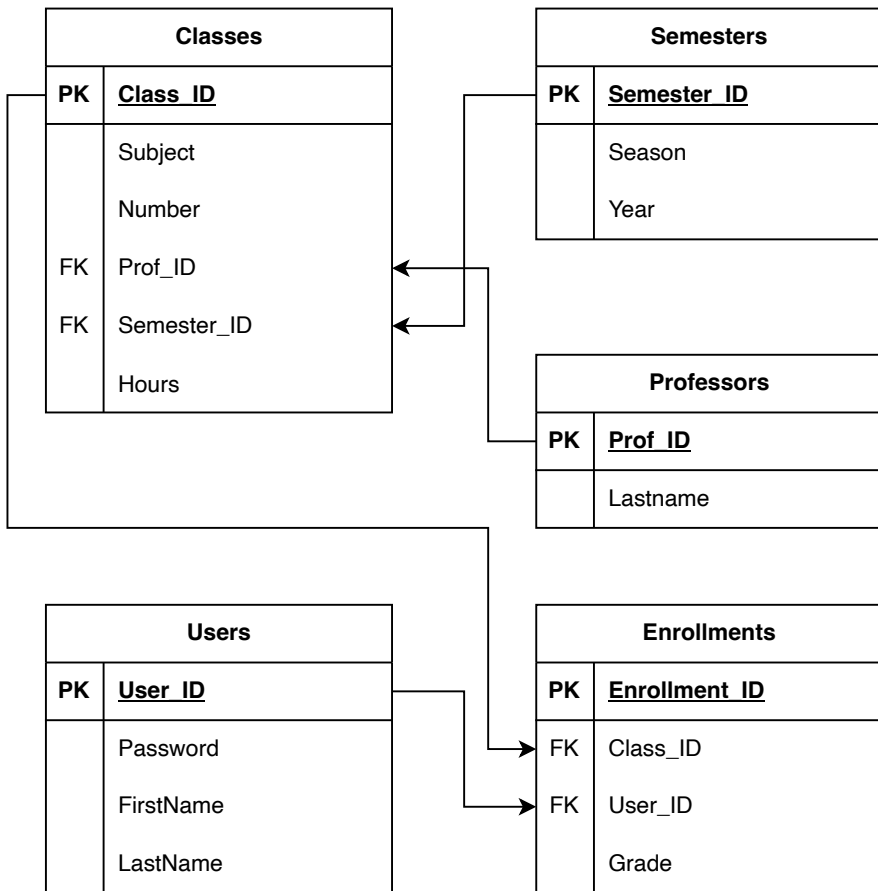 Classes
PK Class_ID
Subject
Number
FK Prof_ID
FK Semester_ID
Hours
Semesters
PK Semester_ID
Season
Year
Professors
PK Prof_ID
Lastname
Users
PK User_ID
Password
FirstName
LastName
Enrollments
PK Enrollment_ID
FK Class_ID
FK User_ID
Grade